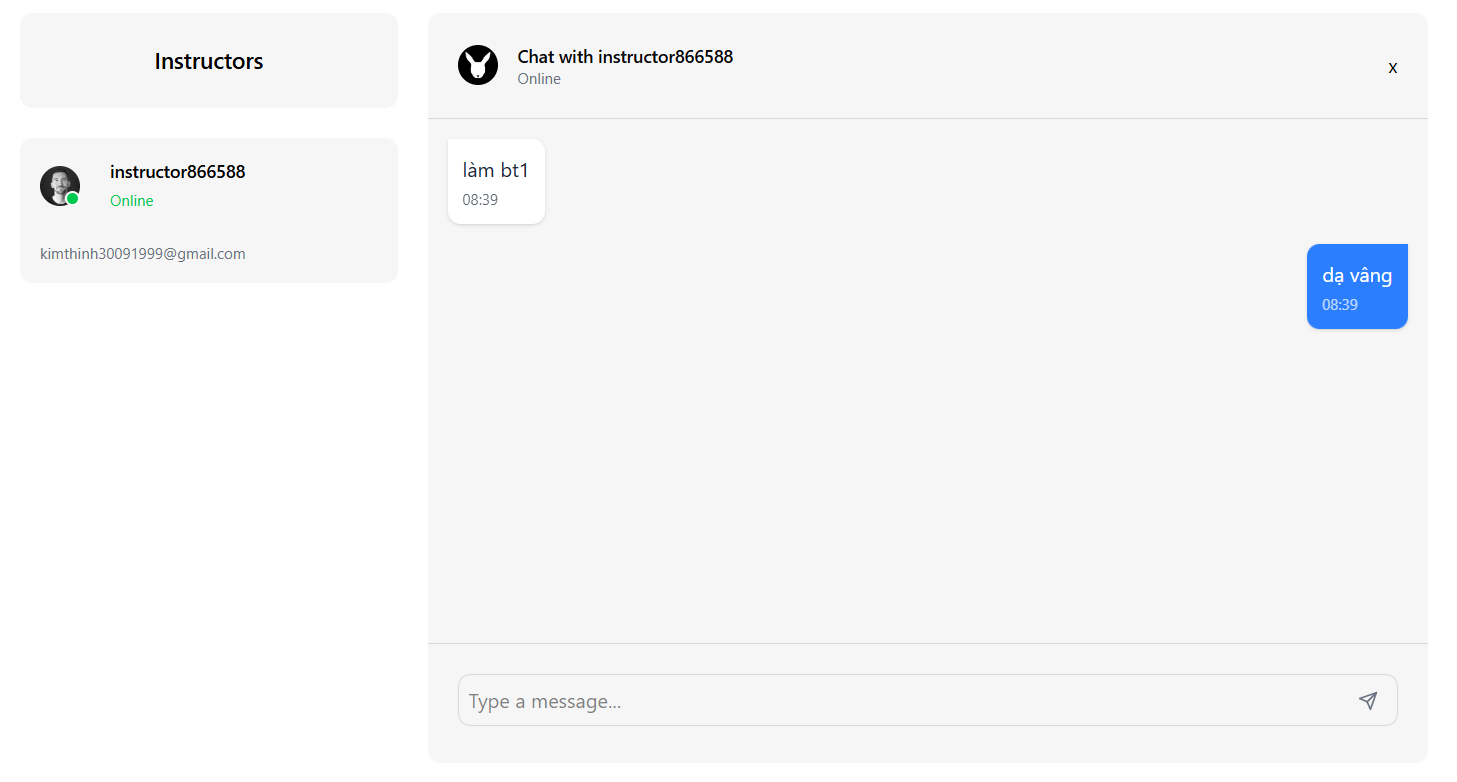 Instructors
instructor866588
Online
kimthinh30091999@gmail.com
Chat with instructor866588
Online
X
làm bt1
08:39
dạ vâng
08:39
Type a message...